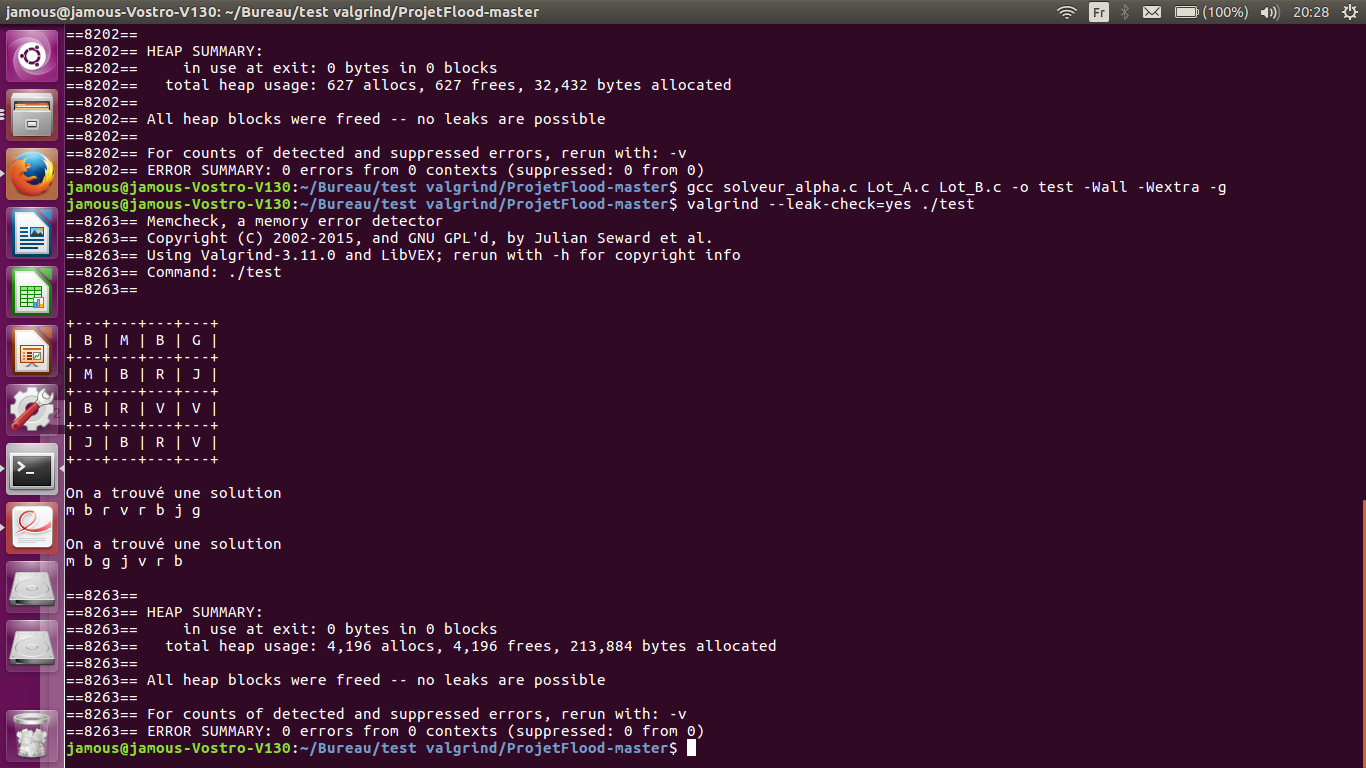 jamous@jamous-Vostro-V130: ~/Bureau/test valgrind/ProjetFlood-master Fr (100%) 20:28
==8202==
==8202== HEAP SUMMARY:
==8202==     in use at exit: 0 bytes in 0 blocks
==8202==   total heap usage: 627 allocs, 627 frees, 32,432 bytes allocated
==8202==
==8202== All heap blocks were freed -- no leaks are possible
==8202==
==8202== For counts of detected and suppressed errors, rerun with: -v
==8202== ERROR SUMMARY: 0 errors from 0 contexts (suppressed: 0 from 0)
jamous@jamous-Vostro-V130:~/Bureau/test valgrind/ProjetFlood-master$ gcc solveur_alpha.c Lot_A.c Lot_B.c -o test -Wall -Wextra -g
jamous@jamous-Vostro-V130:~/Bureau/test valgrind/ProjetFlood-master$ valgrind --leak-check=yes ./test
==8263== Memcheck, a memory error detector
==8263== Copyright (C) 2002-2015, and GNU GPL'd, by Julian Seward et al.
==8263== Using Valgrind-3.11.0 and LibVEX; rerun with -h for copyright info
==8263== Command: ./test
==8263==
+---+---+---+---+
| B | M | B | G |
+---+---+---+---+
| M | B | R | J |
+---+---+---+---+
| B | R | V | V |
+---+---+---+---+
| J | B | R | V |
+---+---+---+---+
On a trouvé une solution
m b r v r b j g
On a trouvé une solution
m b g j v r b
==8263==
==8263== HEAP SUMMARY:
==8263==     in use at exit: 0 bytes in 0 blocks
==8263==   total heap usage: 4,196 allocs, 4,196 frees, 213,884 bytes allocated
==8263==
==8263== All heap blocks were freed -- no leaks are possible
==8263==
==8263== For counts of detected and suppressed errors, rerun with: -v
==8263== ERROR SUMMARY: 0 errors from 0 contexts (suppressed: 0 from 0)
jamous@jamous-Vostro-V130:~/Bureau/test valgrind/ProjetFlood-master$